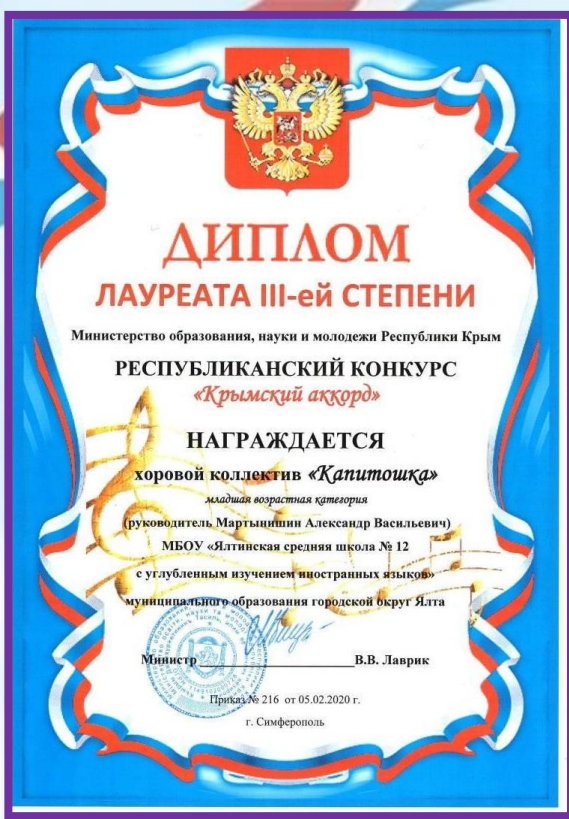 ДИПЛОМ
ЛАУРЕАТА III-ей СТЕПЕНИ
Министерство образования, науки и молодежи Республики Крым
РЕСПУБЛИКАНСКИЙ КОНКУРС
«Крымский аккорд»
НАГРАЖДАЕТСЯ
хоровой коллектив «Капитошка»
младшая возрастная категория
(руководитель Мартынишин Александр Васильевич)
МБОУ «Ялтинская средняя школа № 12
с углубленным изучением иностранных языков»
муниципального образования городской округ Ялта
Министр В.В. Лаврик
Приказ № 216 от 05.02.2020 г.
г. Симферополь